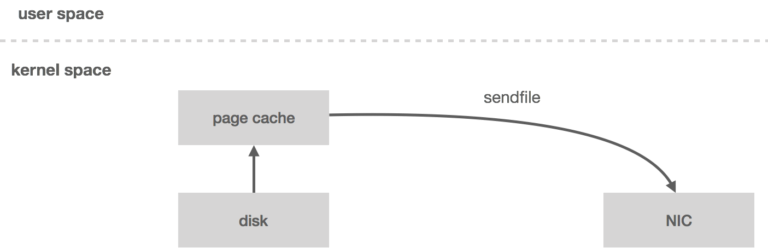 user space
kernel space
sendfile
page cache
disk
NIC